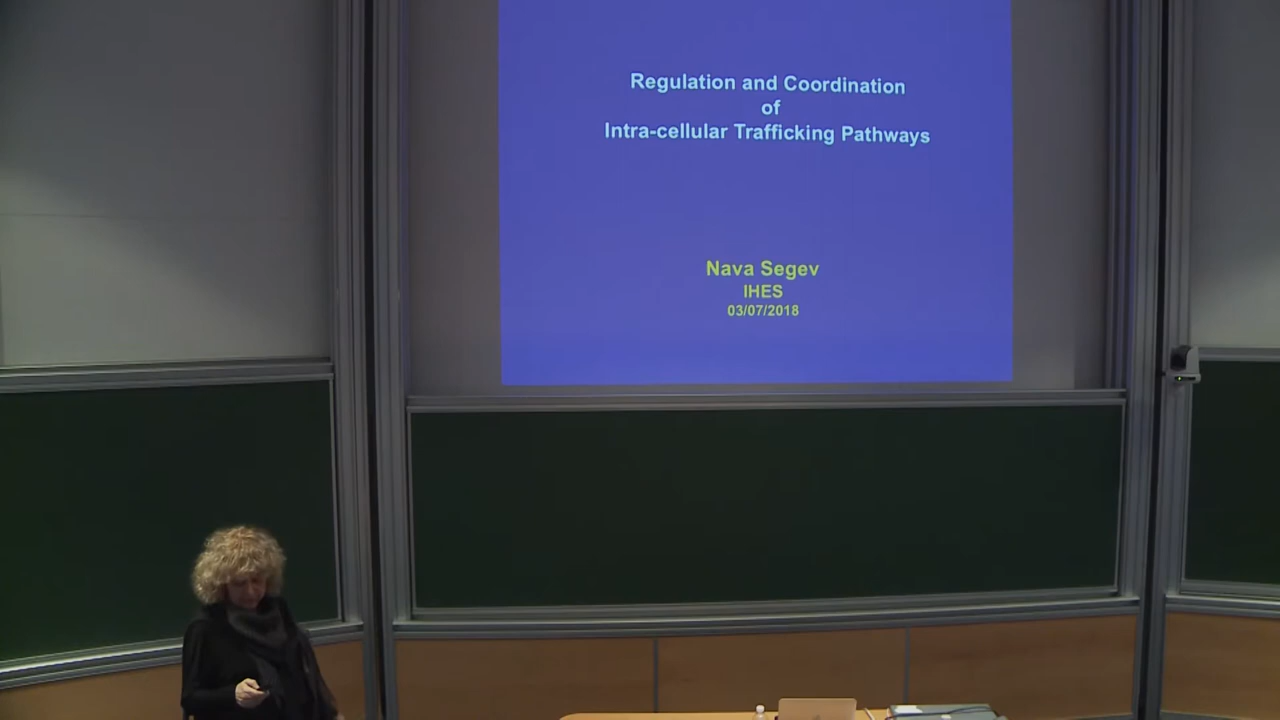 Regulation and Coordination
of
Intra-cellular Trafficking Pathways
Nava Segev
IHES
03/07/2018